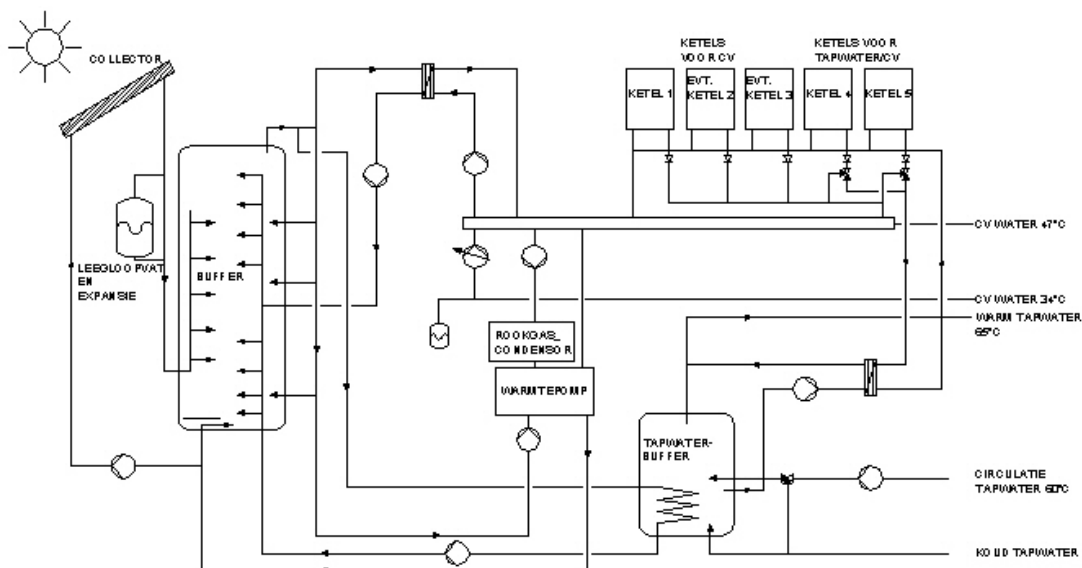 COLLECTOR
KETELS
VOOR CV
KETELS VOOR
TAPWATER/CV
KETEL 1
EVT.
KETEL 2
EVT.
KETEL 3
KETEL 4
KETEL 5
CV WATER 47°C
LEEGLOOPVAT
EN
EXPANSIE
BUFFER
CV WATER 34°C
WARM TAPWATER
65°C
ROOKGAS_
CONDENSOR
WARMTEPOMP
TAPWATER-
BUFFER
CIRCULATIE
TAPWATER 60°C
KOUD TAPWATER